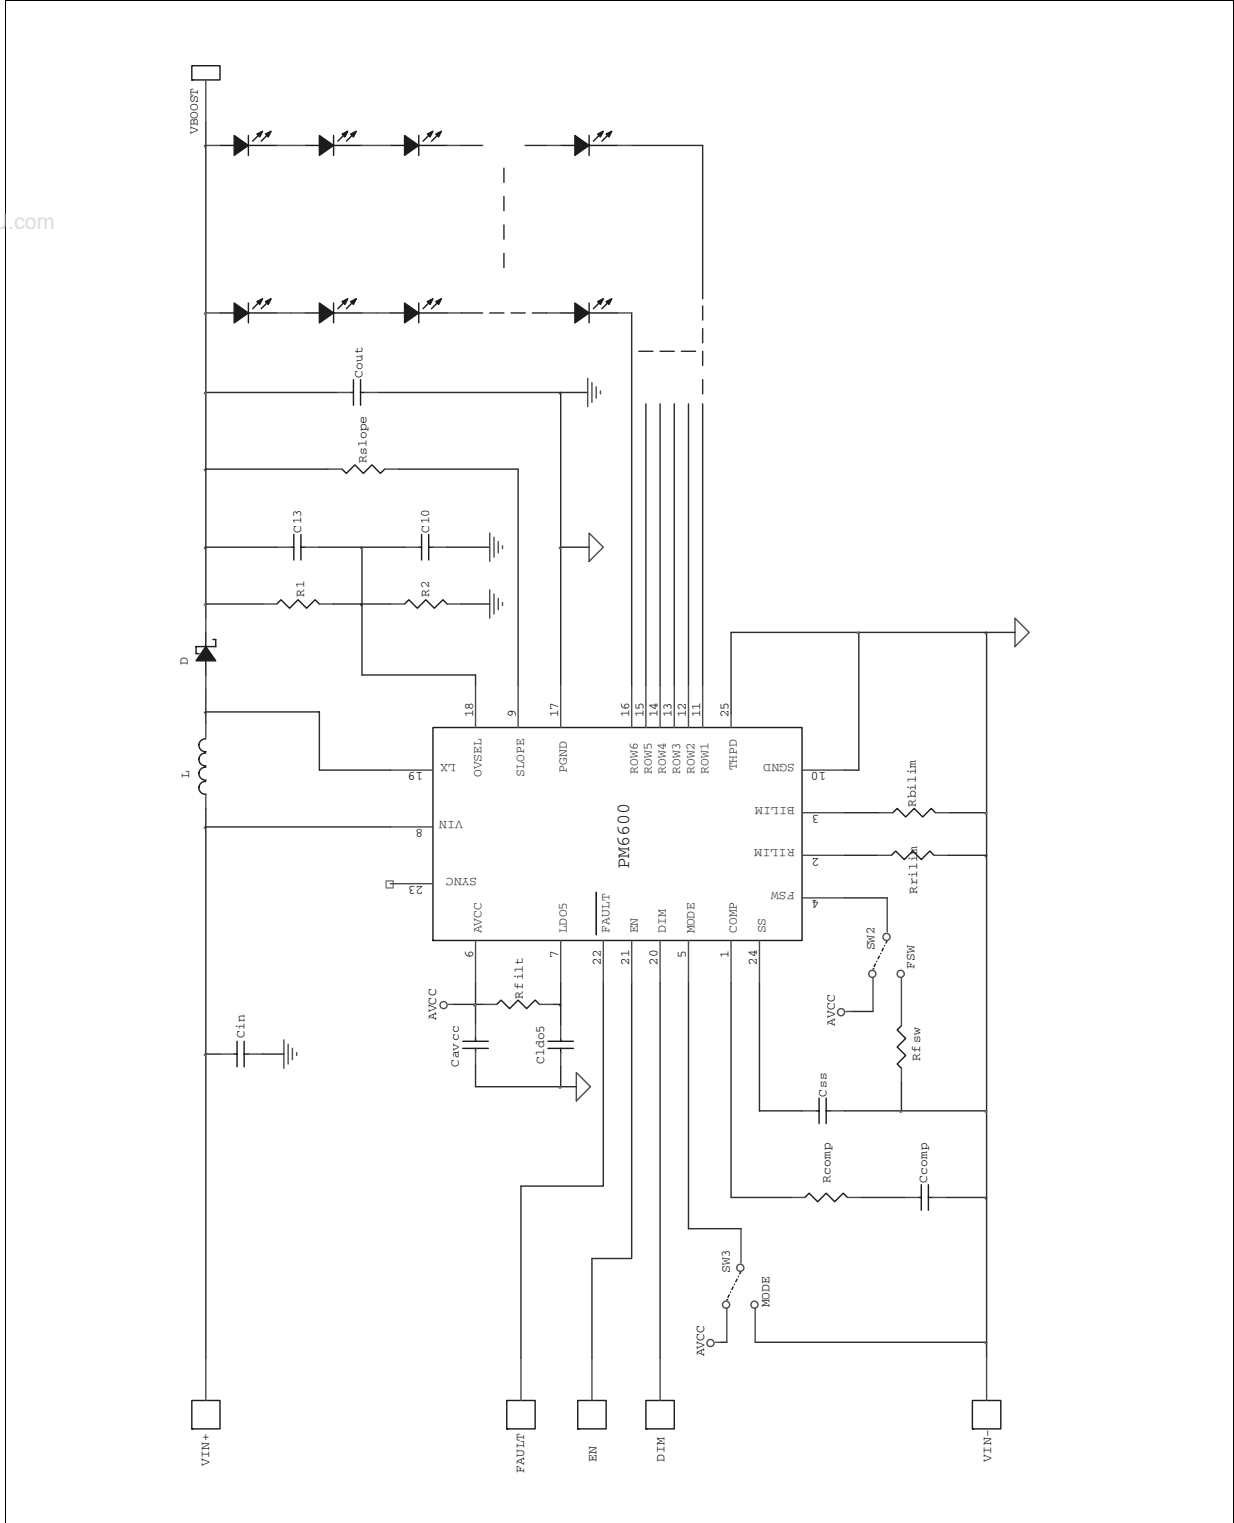 VBOOST
.com
Cout
Rslope
C13
C10
R1
R2
D
L
18
9
17
16
15
14
13
12
11
25
OVSEL
SLOPE
PGND
ROW6
ROW5
ROW4
ROW3
ROW2
ROW1
THPD
19
LX
SGND
10
8
VIN
BILIM
3
Rbilim
PM6600
RILIM
2
Rrilim
23
SYNC
FSW
4
AVCC
LDO5
FAULT
EN
DIM
MODE
COMP
SS
6
7
22
21
20
5
1
24
SW2
FSW
AVCC
Rfilt
AVCC
Cin
Cavcc
Cldo5
Rfsw
Css
Rcomp
Ccomp
SW3
MODE
AVCC
VIN+
FAULT
EN
DIM
VIN-